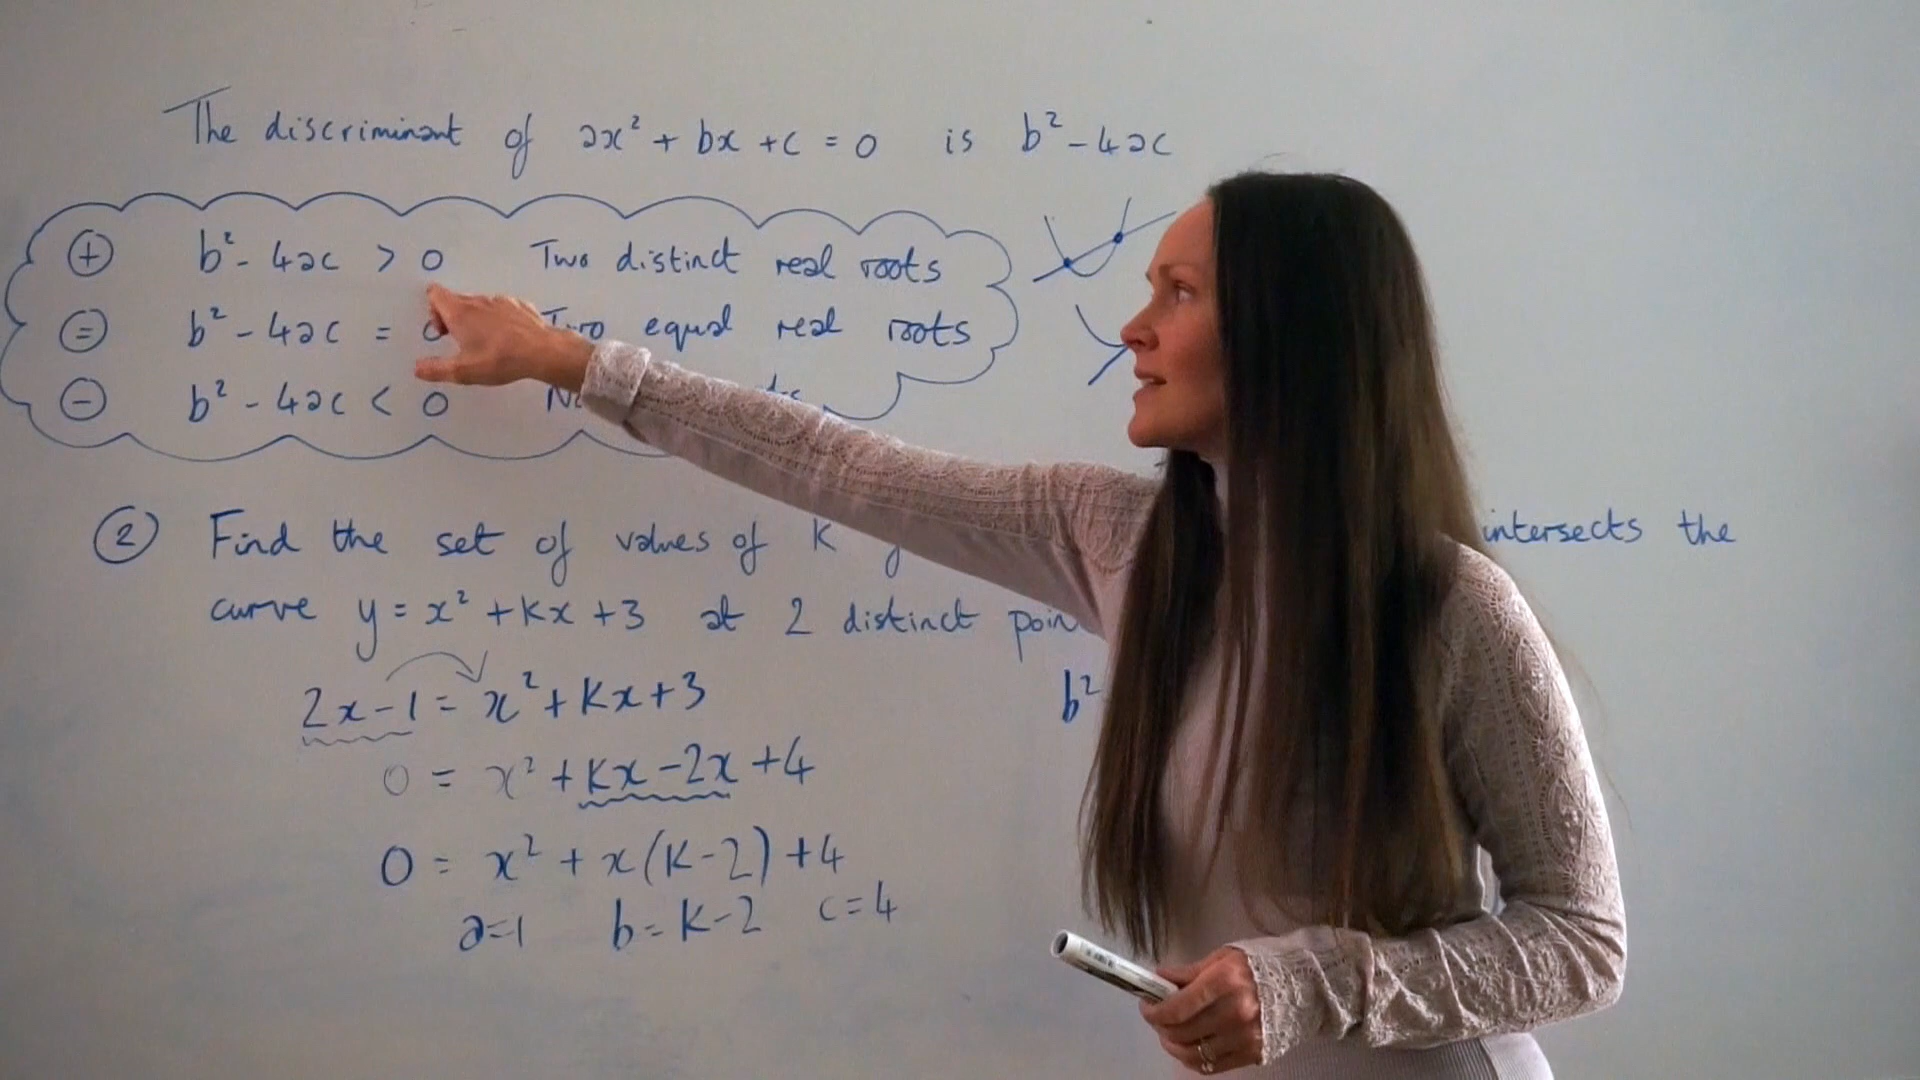 The discriminant of ax² + bx + c = 0 is b² - 4ac
+ b² - 4ac > 0 Two distinct real roots
= b² - 4ac = 0 Two equal real roots
- b² - 4ac < 0
2 Find the set of values of K intersects the
curve y = x² + Kx + 3 at 2 distinct
2x - 1 = x² + Kx + 3
b²
0 = x² + Kx - 2x + 4
0 = x² + x(K-2) + 4
a=1 b=K-2 c=4